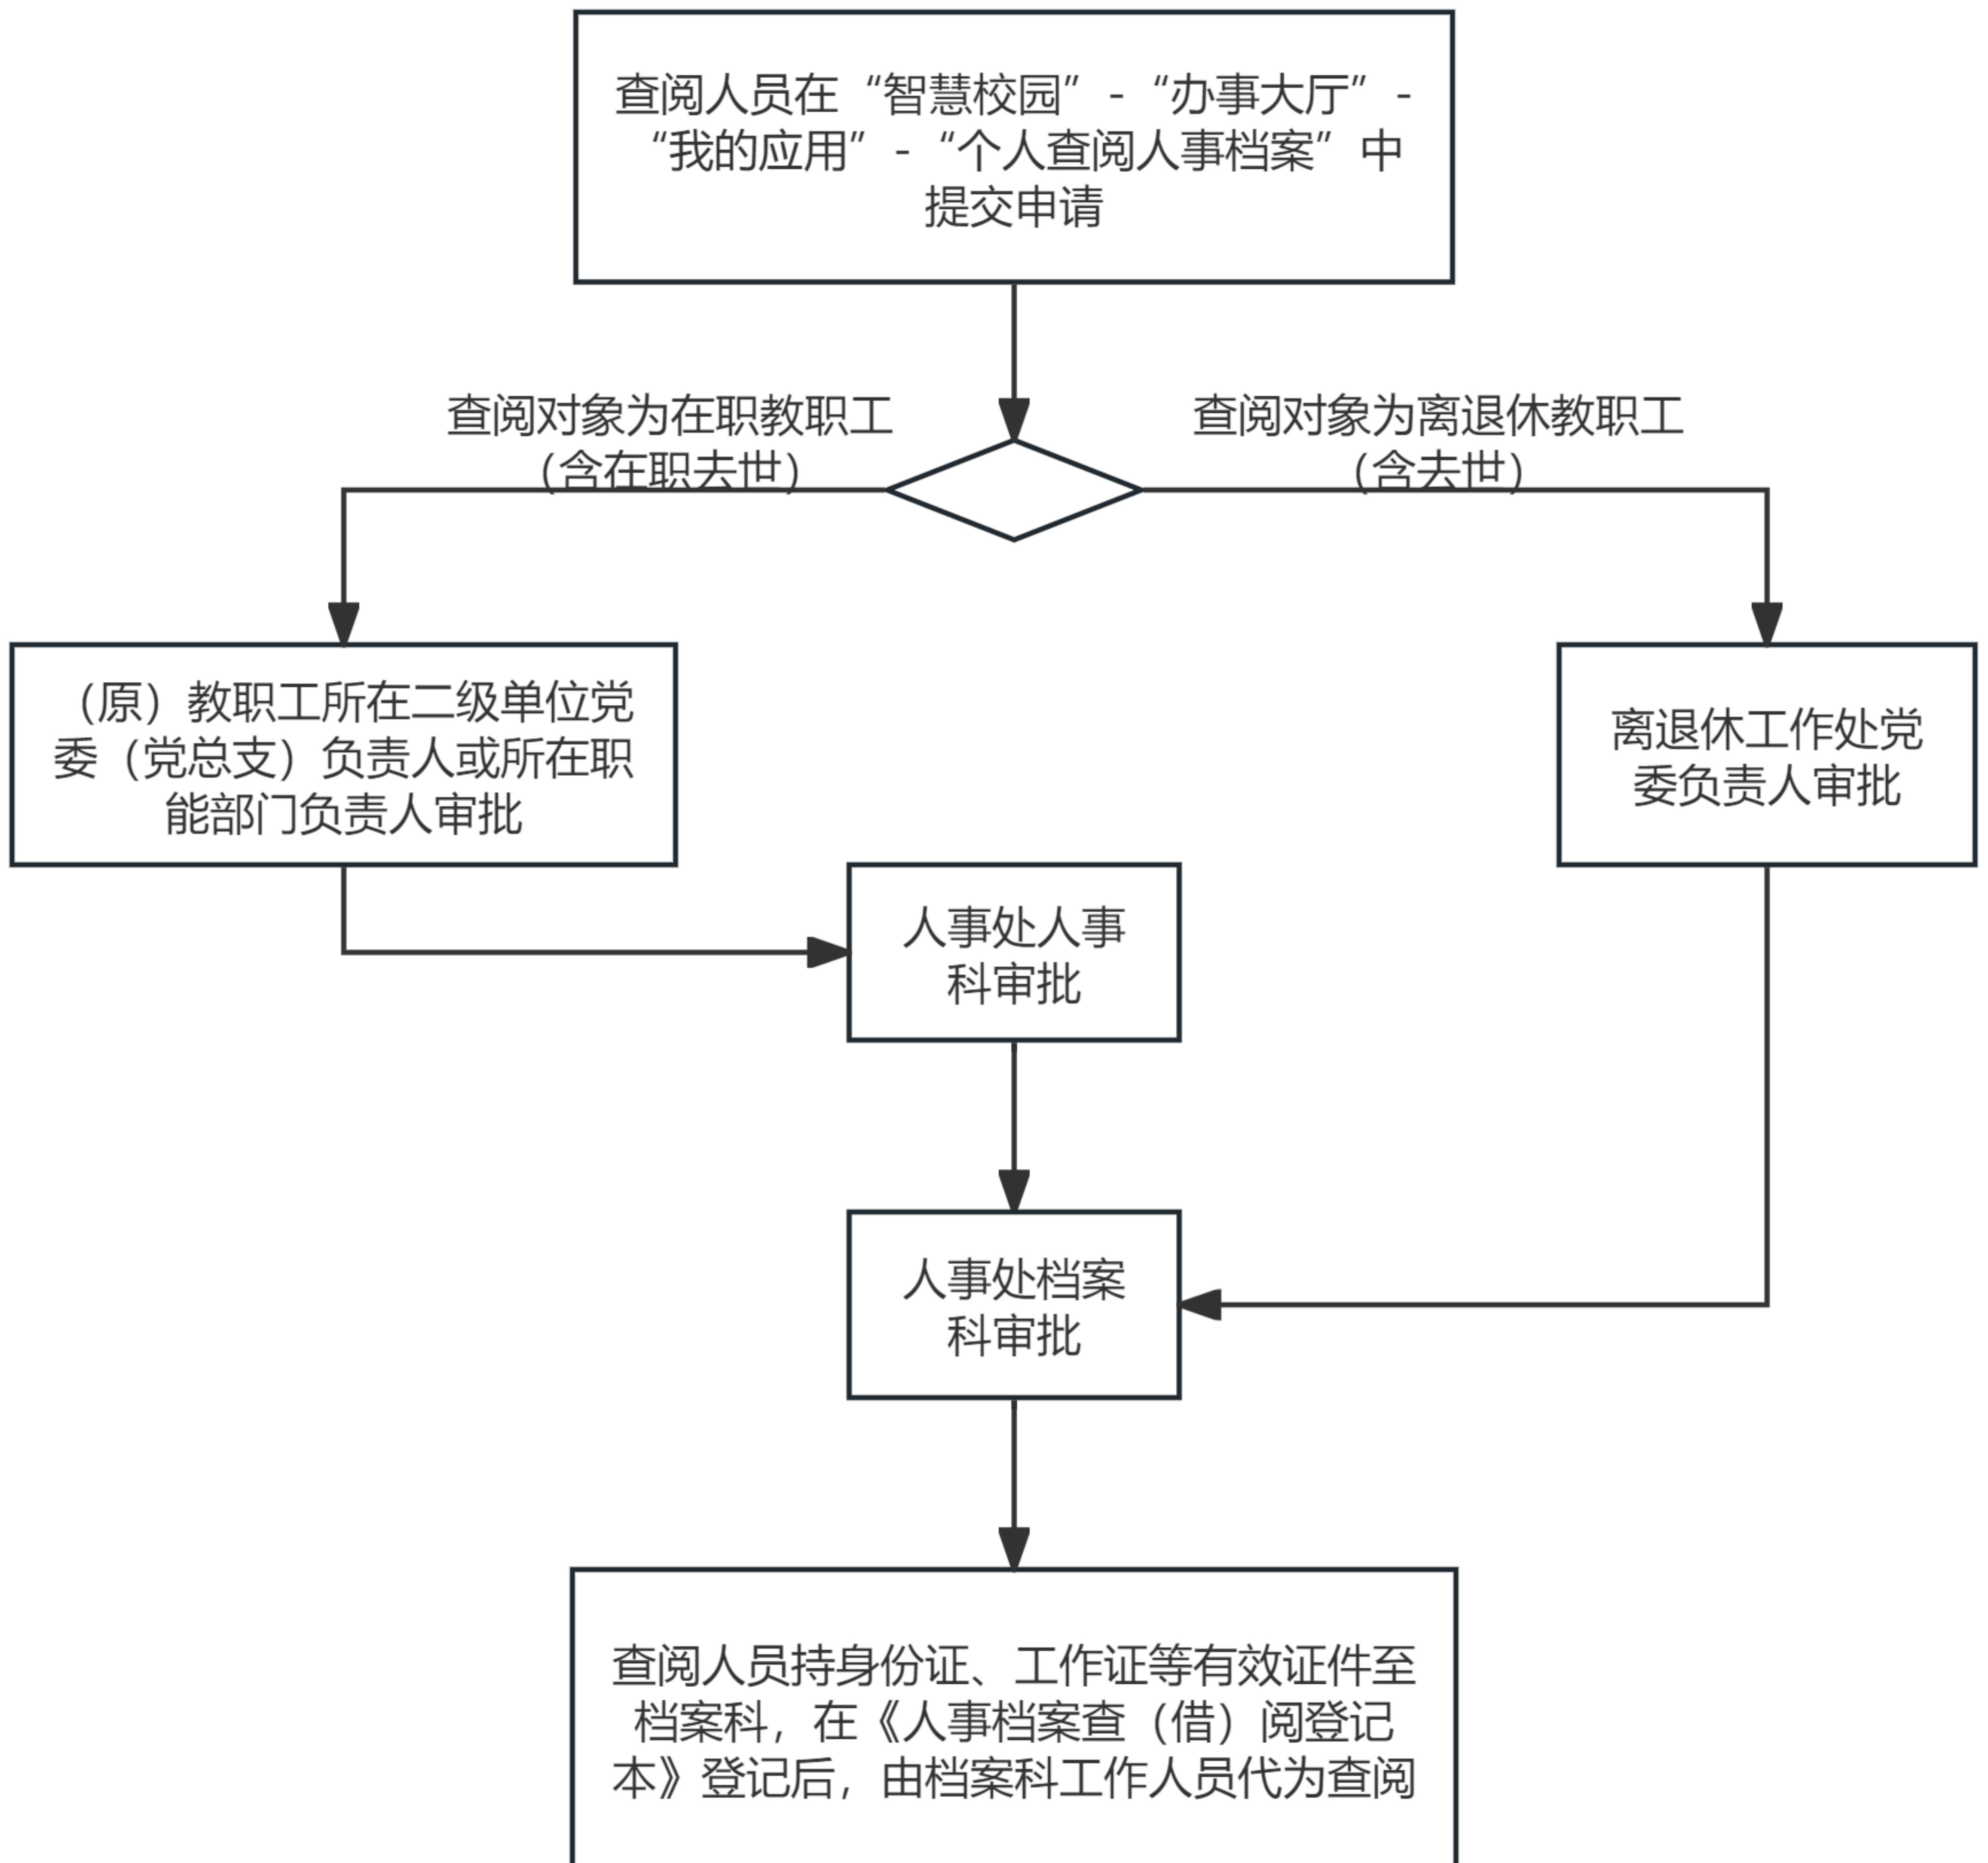 查阅人员在“智慧校园”-“办事大厅”-
“我的应用”-“个人查阅人事档案”中
提交申请
查阅对象为在职教职工
（含在职去世）
查阅对象为离退休教职工
（含去世）
（原）教职工所在二级单位党
委（党总支）负责人或所在职
能部门负责人审批
离退休工作处党
委负责人审批
人事处人事
科审批
人事处档案
科审批
查阅人员持身份证、工作证等有效证件至
档案科，在《人事档案查（借）阅登记
本》登记后，由档案科工作人员代为查阅